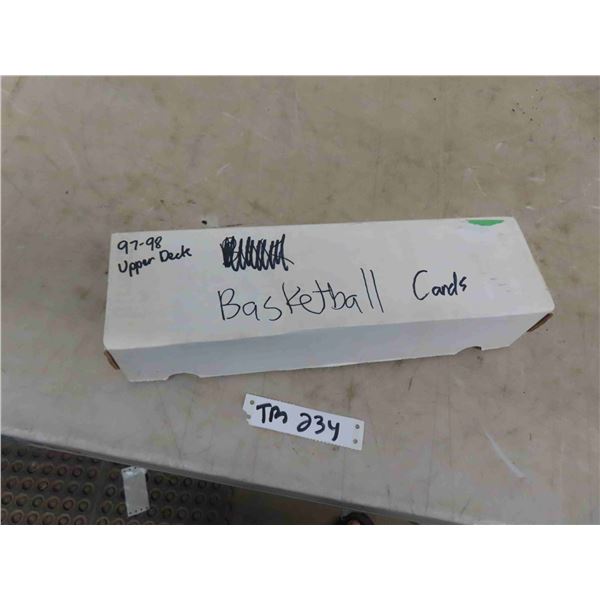 97-98
Upper Deck
Basketball Cards
TM 234